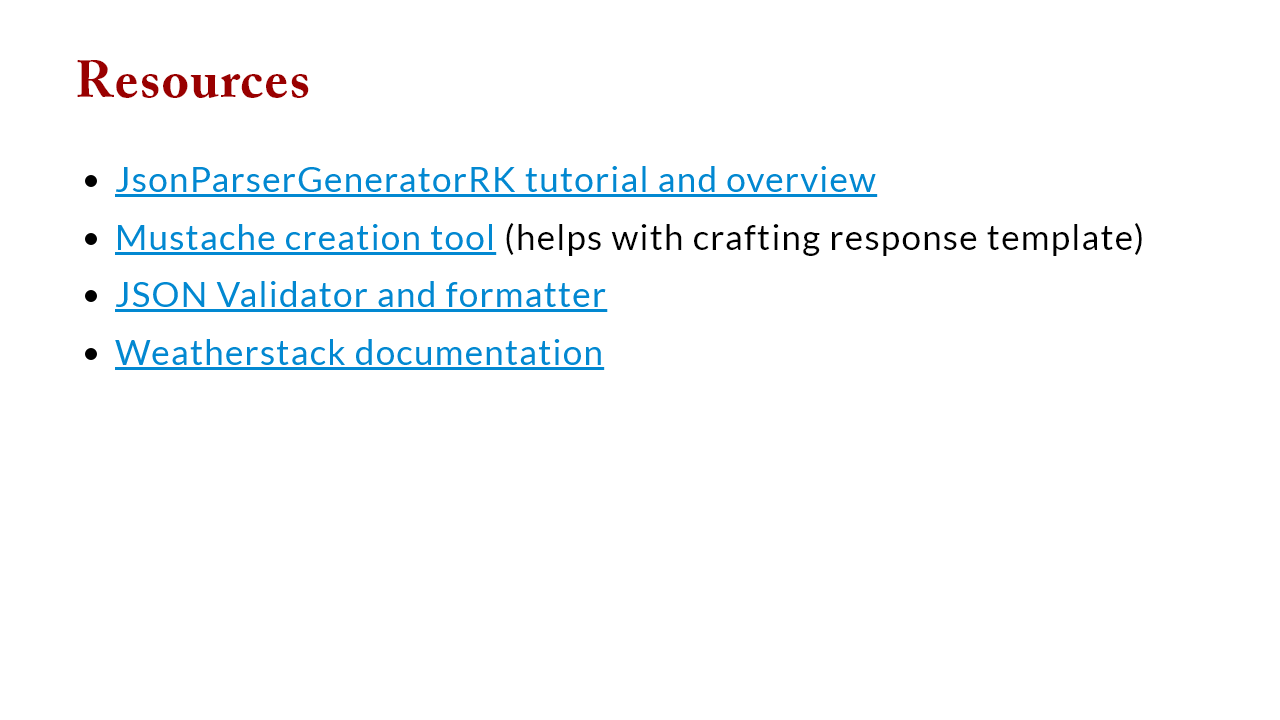 Resources
JsonParserGeneratorRK tutorial and overview
Mustache creation tool (helps with crafting response template)
JSON Validator and formatter
Weatherstack documentation